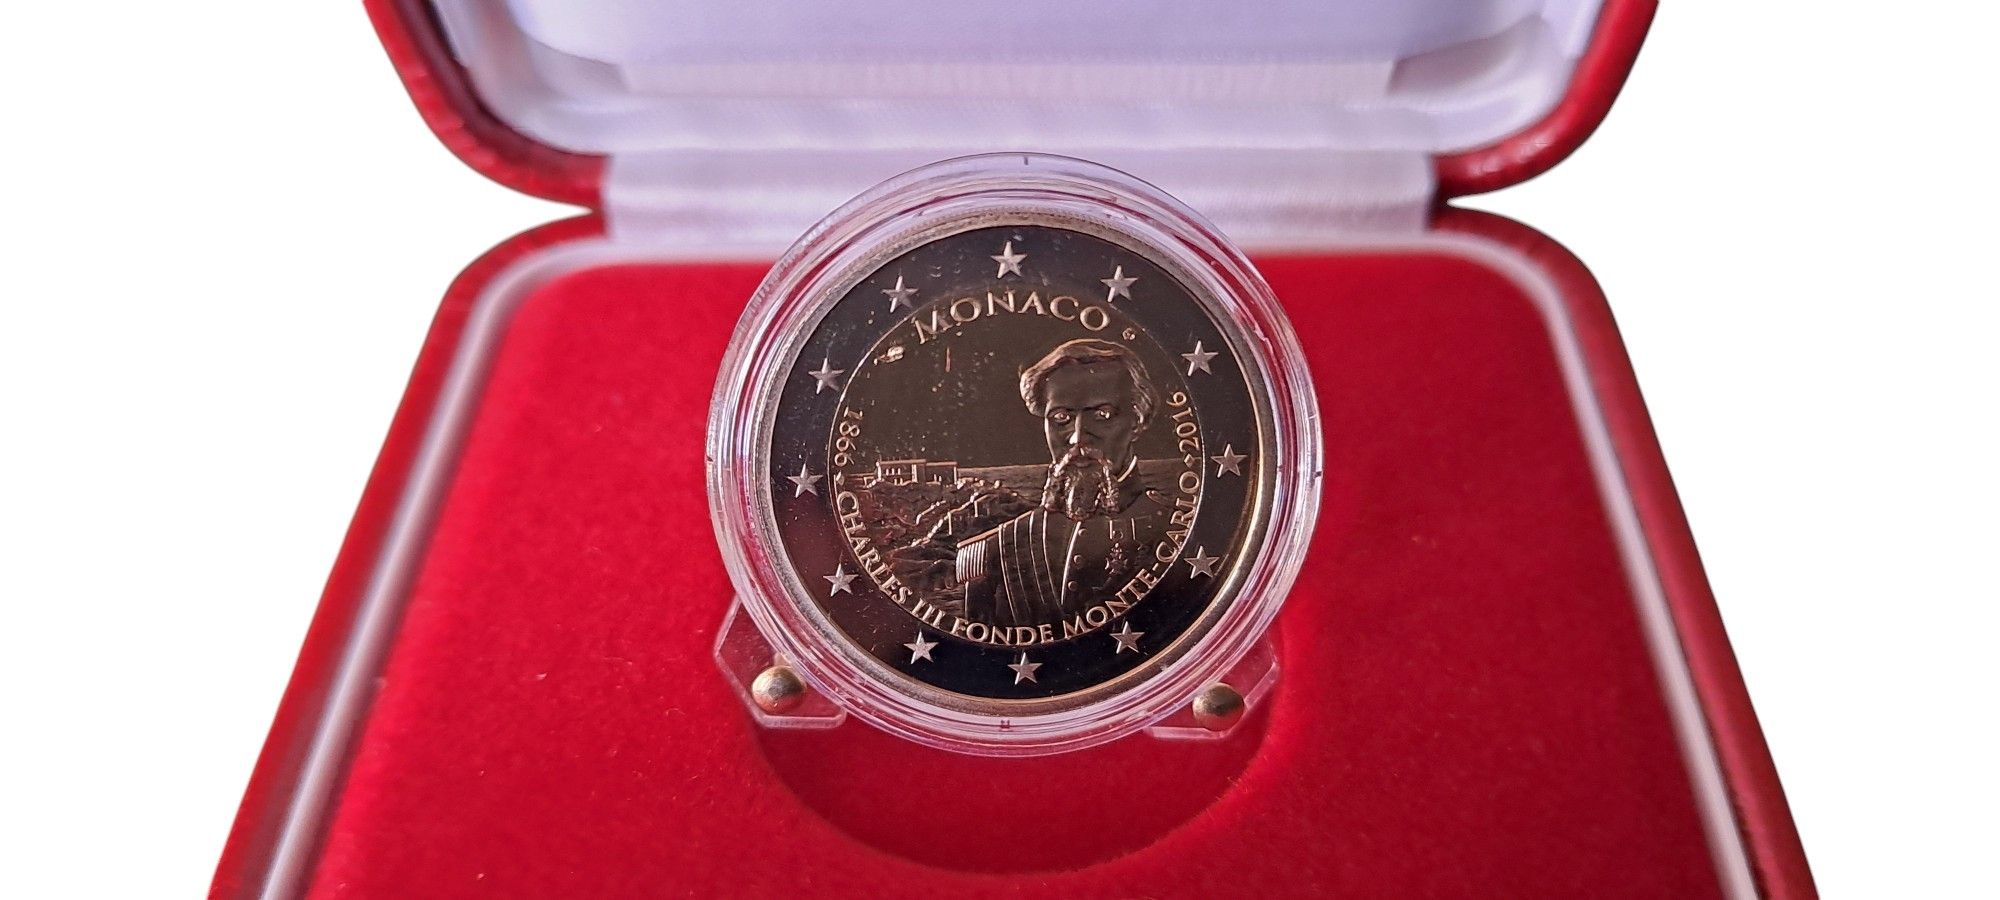 MONACO
1866 • CHARLES III FONDE MONTE-CARLO • 2016